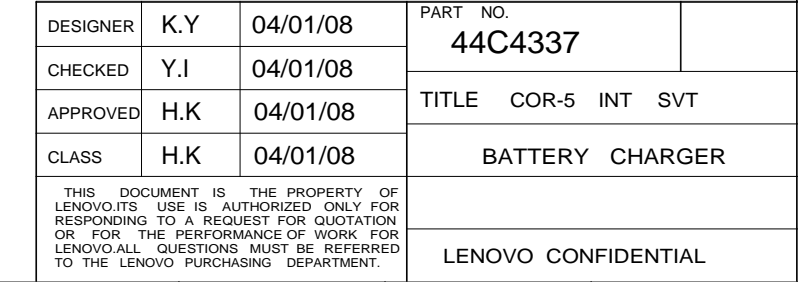 DESIGNER K.Y 04/01/08
CHECKED Y.I 04/01/08
APPROVED H.K 04/01/08
CLASS H.K 04/01/08
THIS DOCUMENT IS THE PROPERTY OF
LENOVO.ITS USE IS AUTHORIZED ONLY FOR
RESPONDING TO A REQUEST FOR QUOTATION
OR FOR THE PERFORMANCE OF WORK FOR
LENOVO.ALL QUESTIONS MUST BE REFERRED
TO THE LENOVO PURCHASING DEPARTMENT.
PART NO.
44C4337
TITLE COR-5 INT SVT
BATTERY CHARGER
LENOVO CONFIDENTIAL